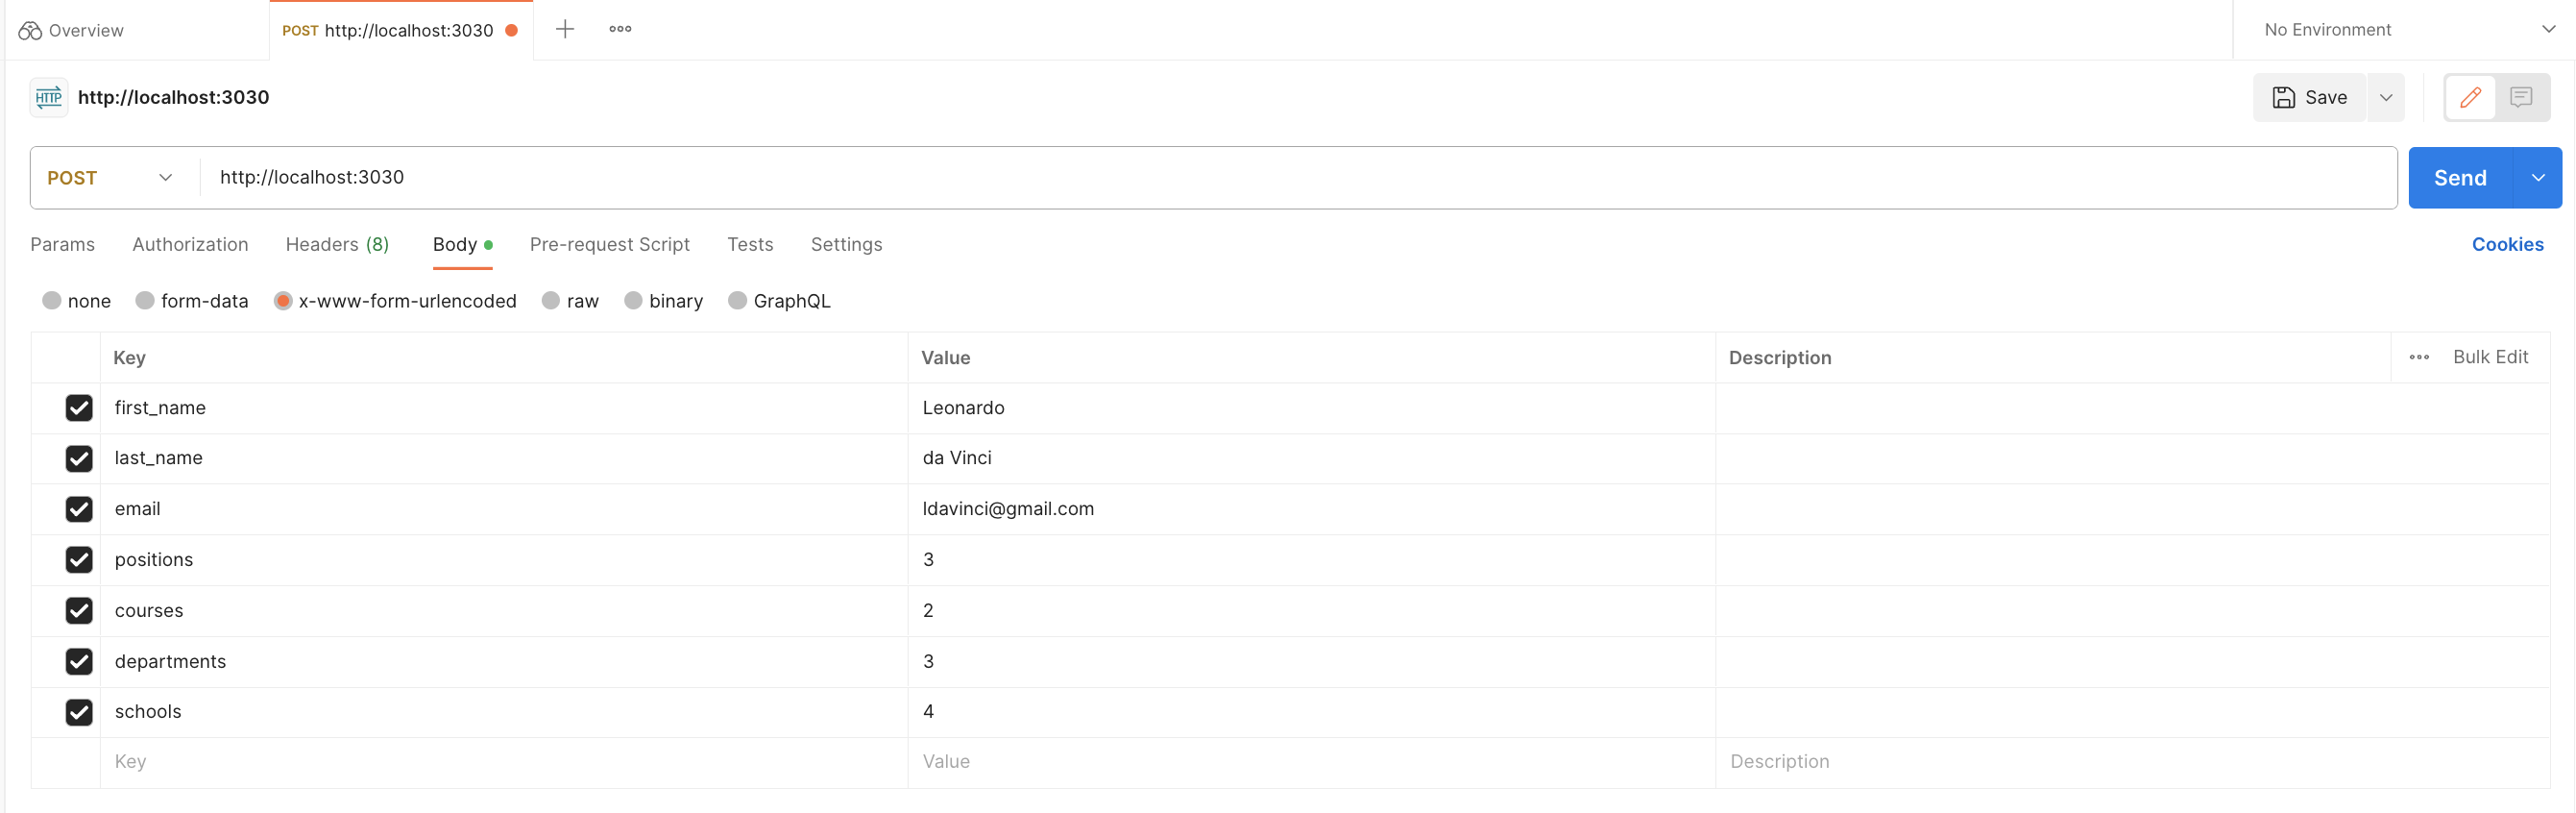 Overview POST http://localhost:3030 No Environment
HTTP http://localhost:3030 Save
POST http://localhost:3030 Send
Params Authorization Headers (8) Body Pre-request Script Tests Settings Cookies
none form-data x-www-form-urlencoded raw binary GraphQL
Key Value Description Bulk Edit
first_name Leonardo
last_name da Vinci
email ldavinci@gmail.com
positions 3
courses 2
departments 3
schools 4
Key Value Description